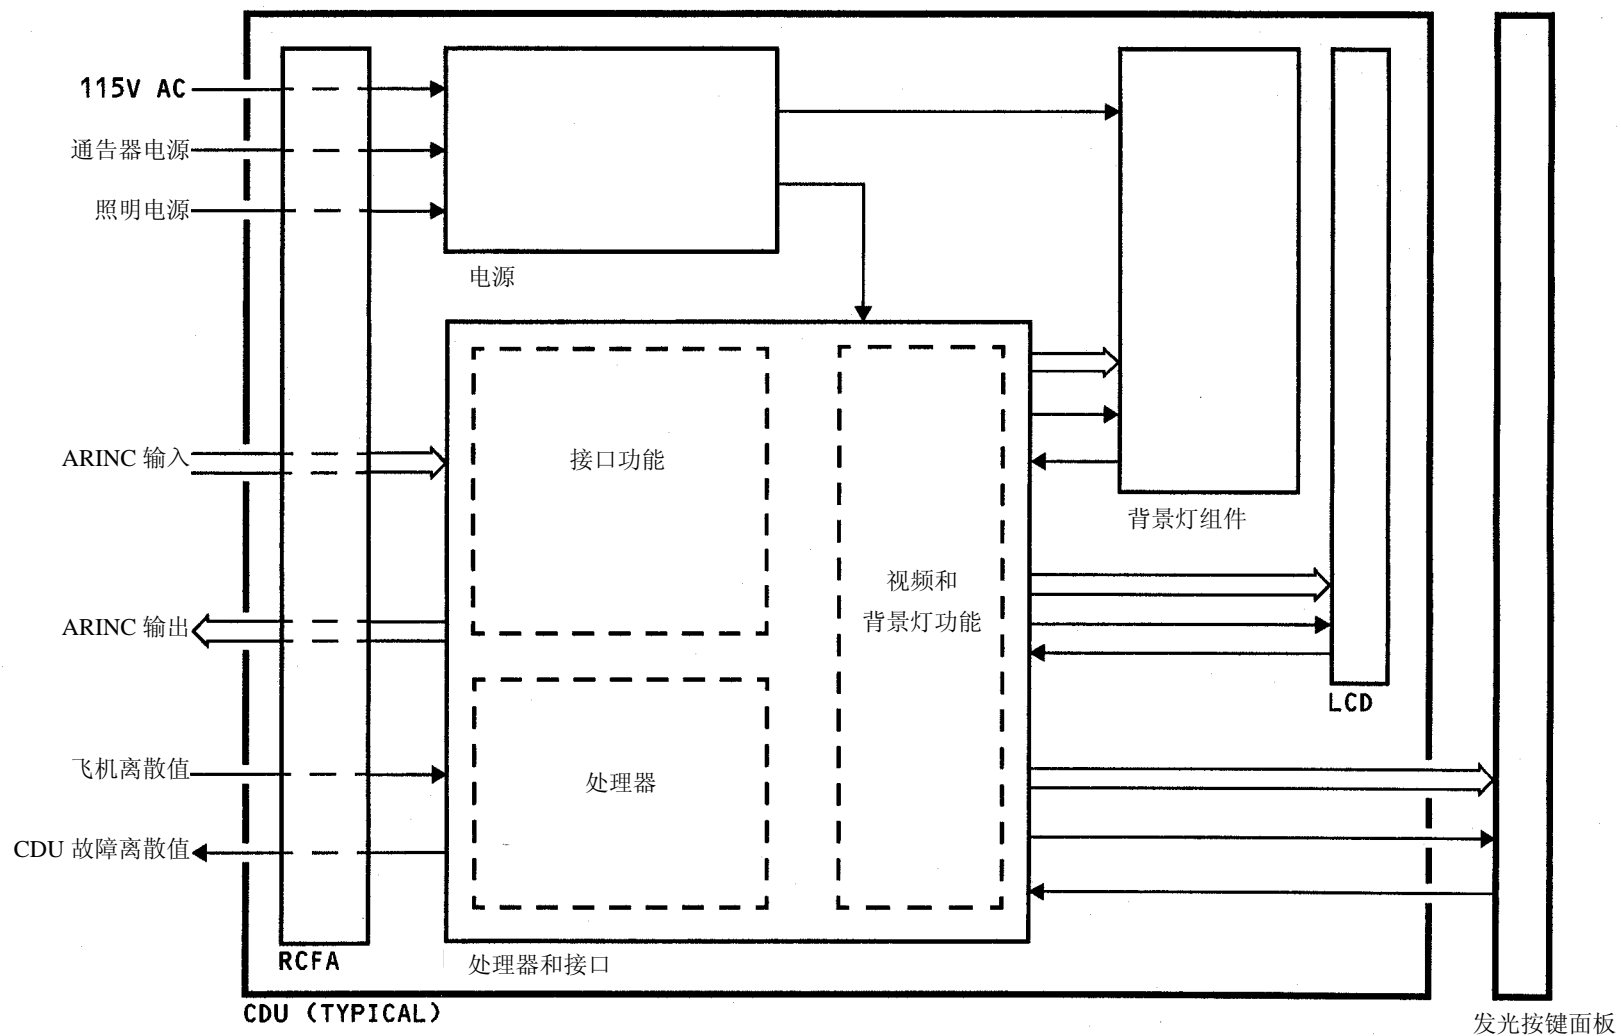 115V AC
通告器电源
照明电源
电源
ARINC 输入
接口功能
背景灯组件
视频和
背景灯功能
ARINC 输出
LCD
飞机离散值
处理器
CDU 故障离散值
RCFA
处理器和接口
CDU (TYPICAL)
发光按键面板